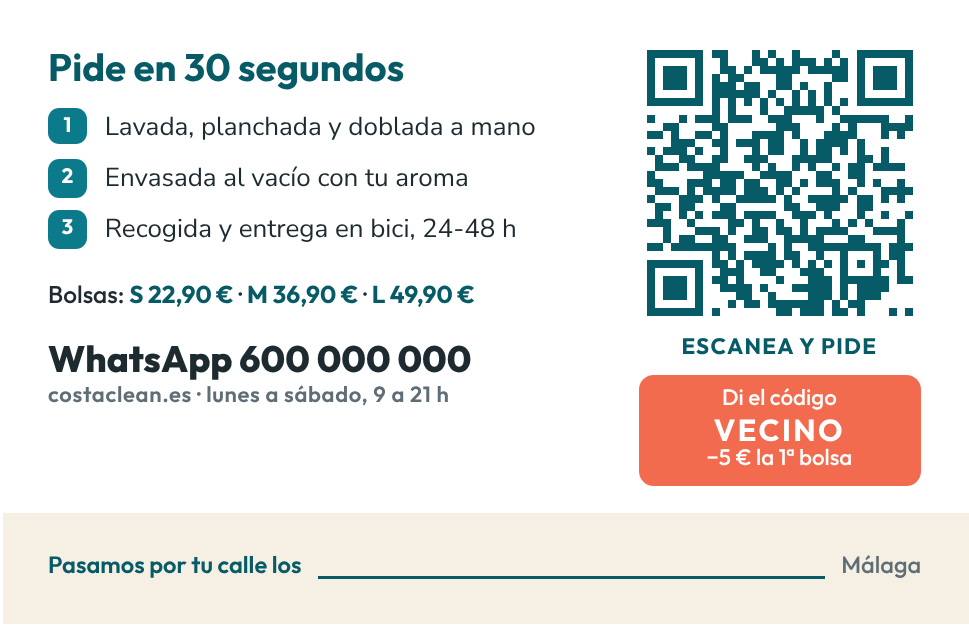 Pide en 30 segundos
1 Lavada, planchada y doblada a mano
2 Envasada al vacío con tu aroma
3 Recogida y entrega en bici, 24-48 h
Bolsas: S 22,90 € · M 36,90 € · L 49,90 €
WhatsApp 600 000 000
costaclean.es · lunes a sábado, 9 a 21 h
ESCANEA Y PIDE
Di el código
VECINO
−5 € la 1ª bolsa
Pasamos por tu calle los ____________________ Málaga